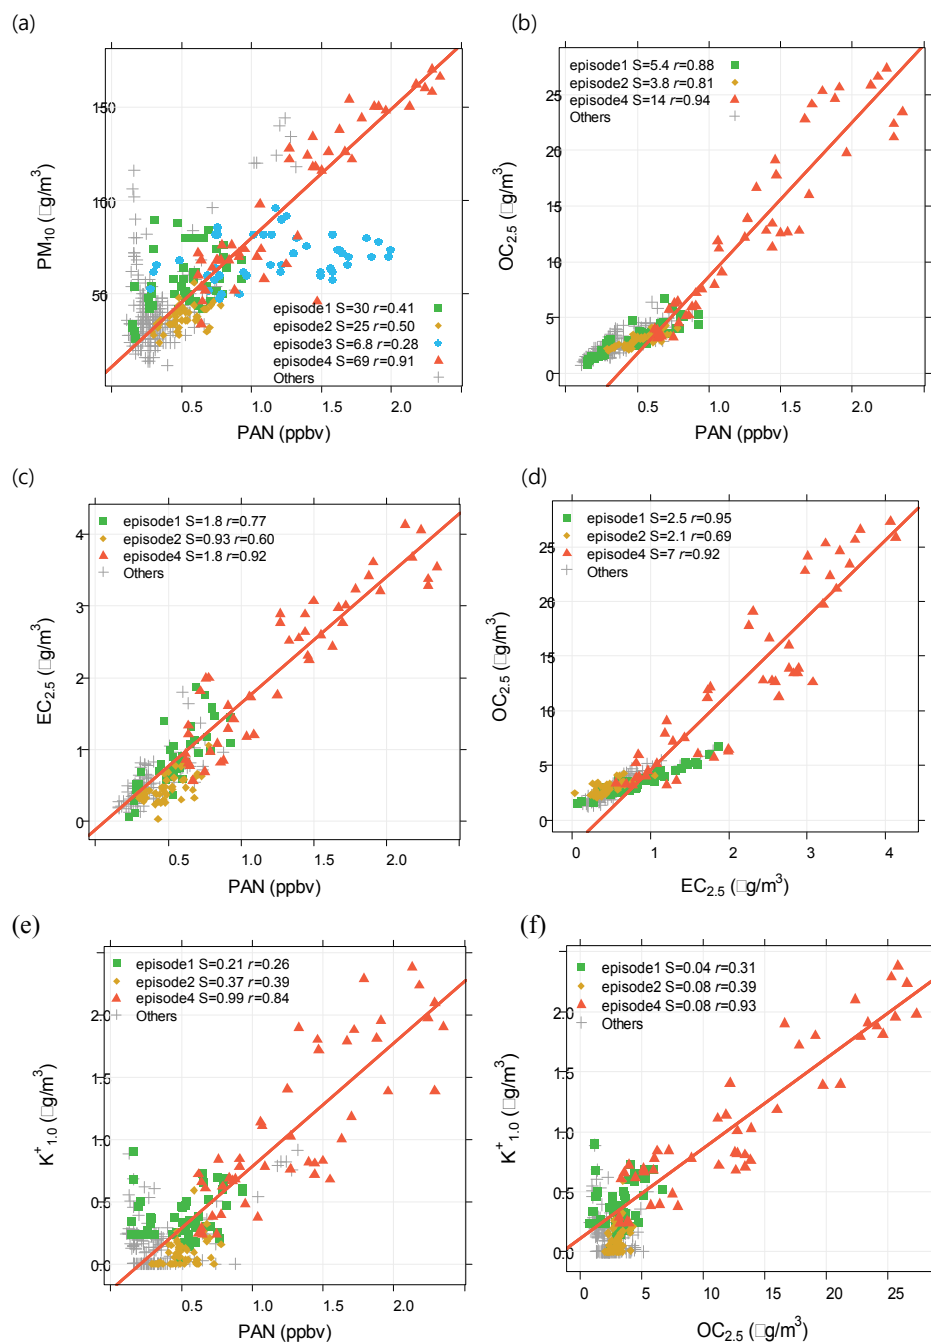 (a)
150
100
50
PM10 (□g/m3)
episode1 S=30 r=0.41
episode2 S=25 r=0.50
episode3 S=6.8 r=0.28
episode4 S=69 r=0.91
Others
0.5
1.0
1.5
2.0
PAN (ppbv)
(b)
25
20
15
10
5
0
OC2.5 (□g/m3)
episode1 S=5.4 r=0.88
episode2 S=3.8 r=0.81
episode4 S=14 r=0.94
Others
0.5
1.0
1.5
2.0
PAN (ppbv)
(c)
4
3
2
1
0
EC2.5 (□g/m3)
episode1 S=1.8 r=0.77
episode2 S=0.93 r=0.60
episode4 S=1.8 r=0.92
Others
0.5
1.0
1.5
2.0
PAN (ppbv)
(d)
25
20
15
10
5
0
OC2.5 (□g/m3)
episode1 S=2.5 r=0.95
episode2 S=2.1 r=0.69
episode4 S=7 r=0.92
Others
0
1
2
3
4
EC2.5 (□g/m3)
(e)
2.0
1.5
1.0
0.5
0.0
K+1.0 (□g/m3)
episode1 S=0.21 r=0.26
episode2 S=0.37 r=0.39
episode4 S=0.99 r=0.84
Others
0.5
1.0
1.5
2.0
PAN (ppbv)
(f)
2.0
1.5
1.0
0.5
0.0
K+1.0 (□g/m3)
episode1 S=0.04 r=0.31
episode2 S=0.08 r=0.39
episode4 S=0.08 r=0.93
Others
0
5
10
15
20
25
OC2.5 (□g/m3)